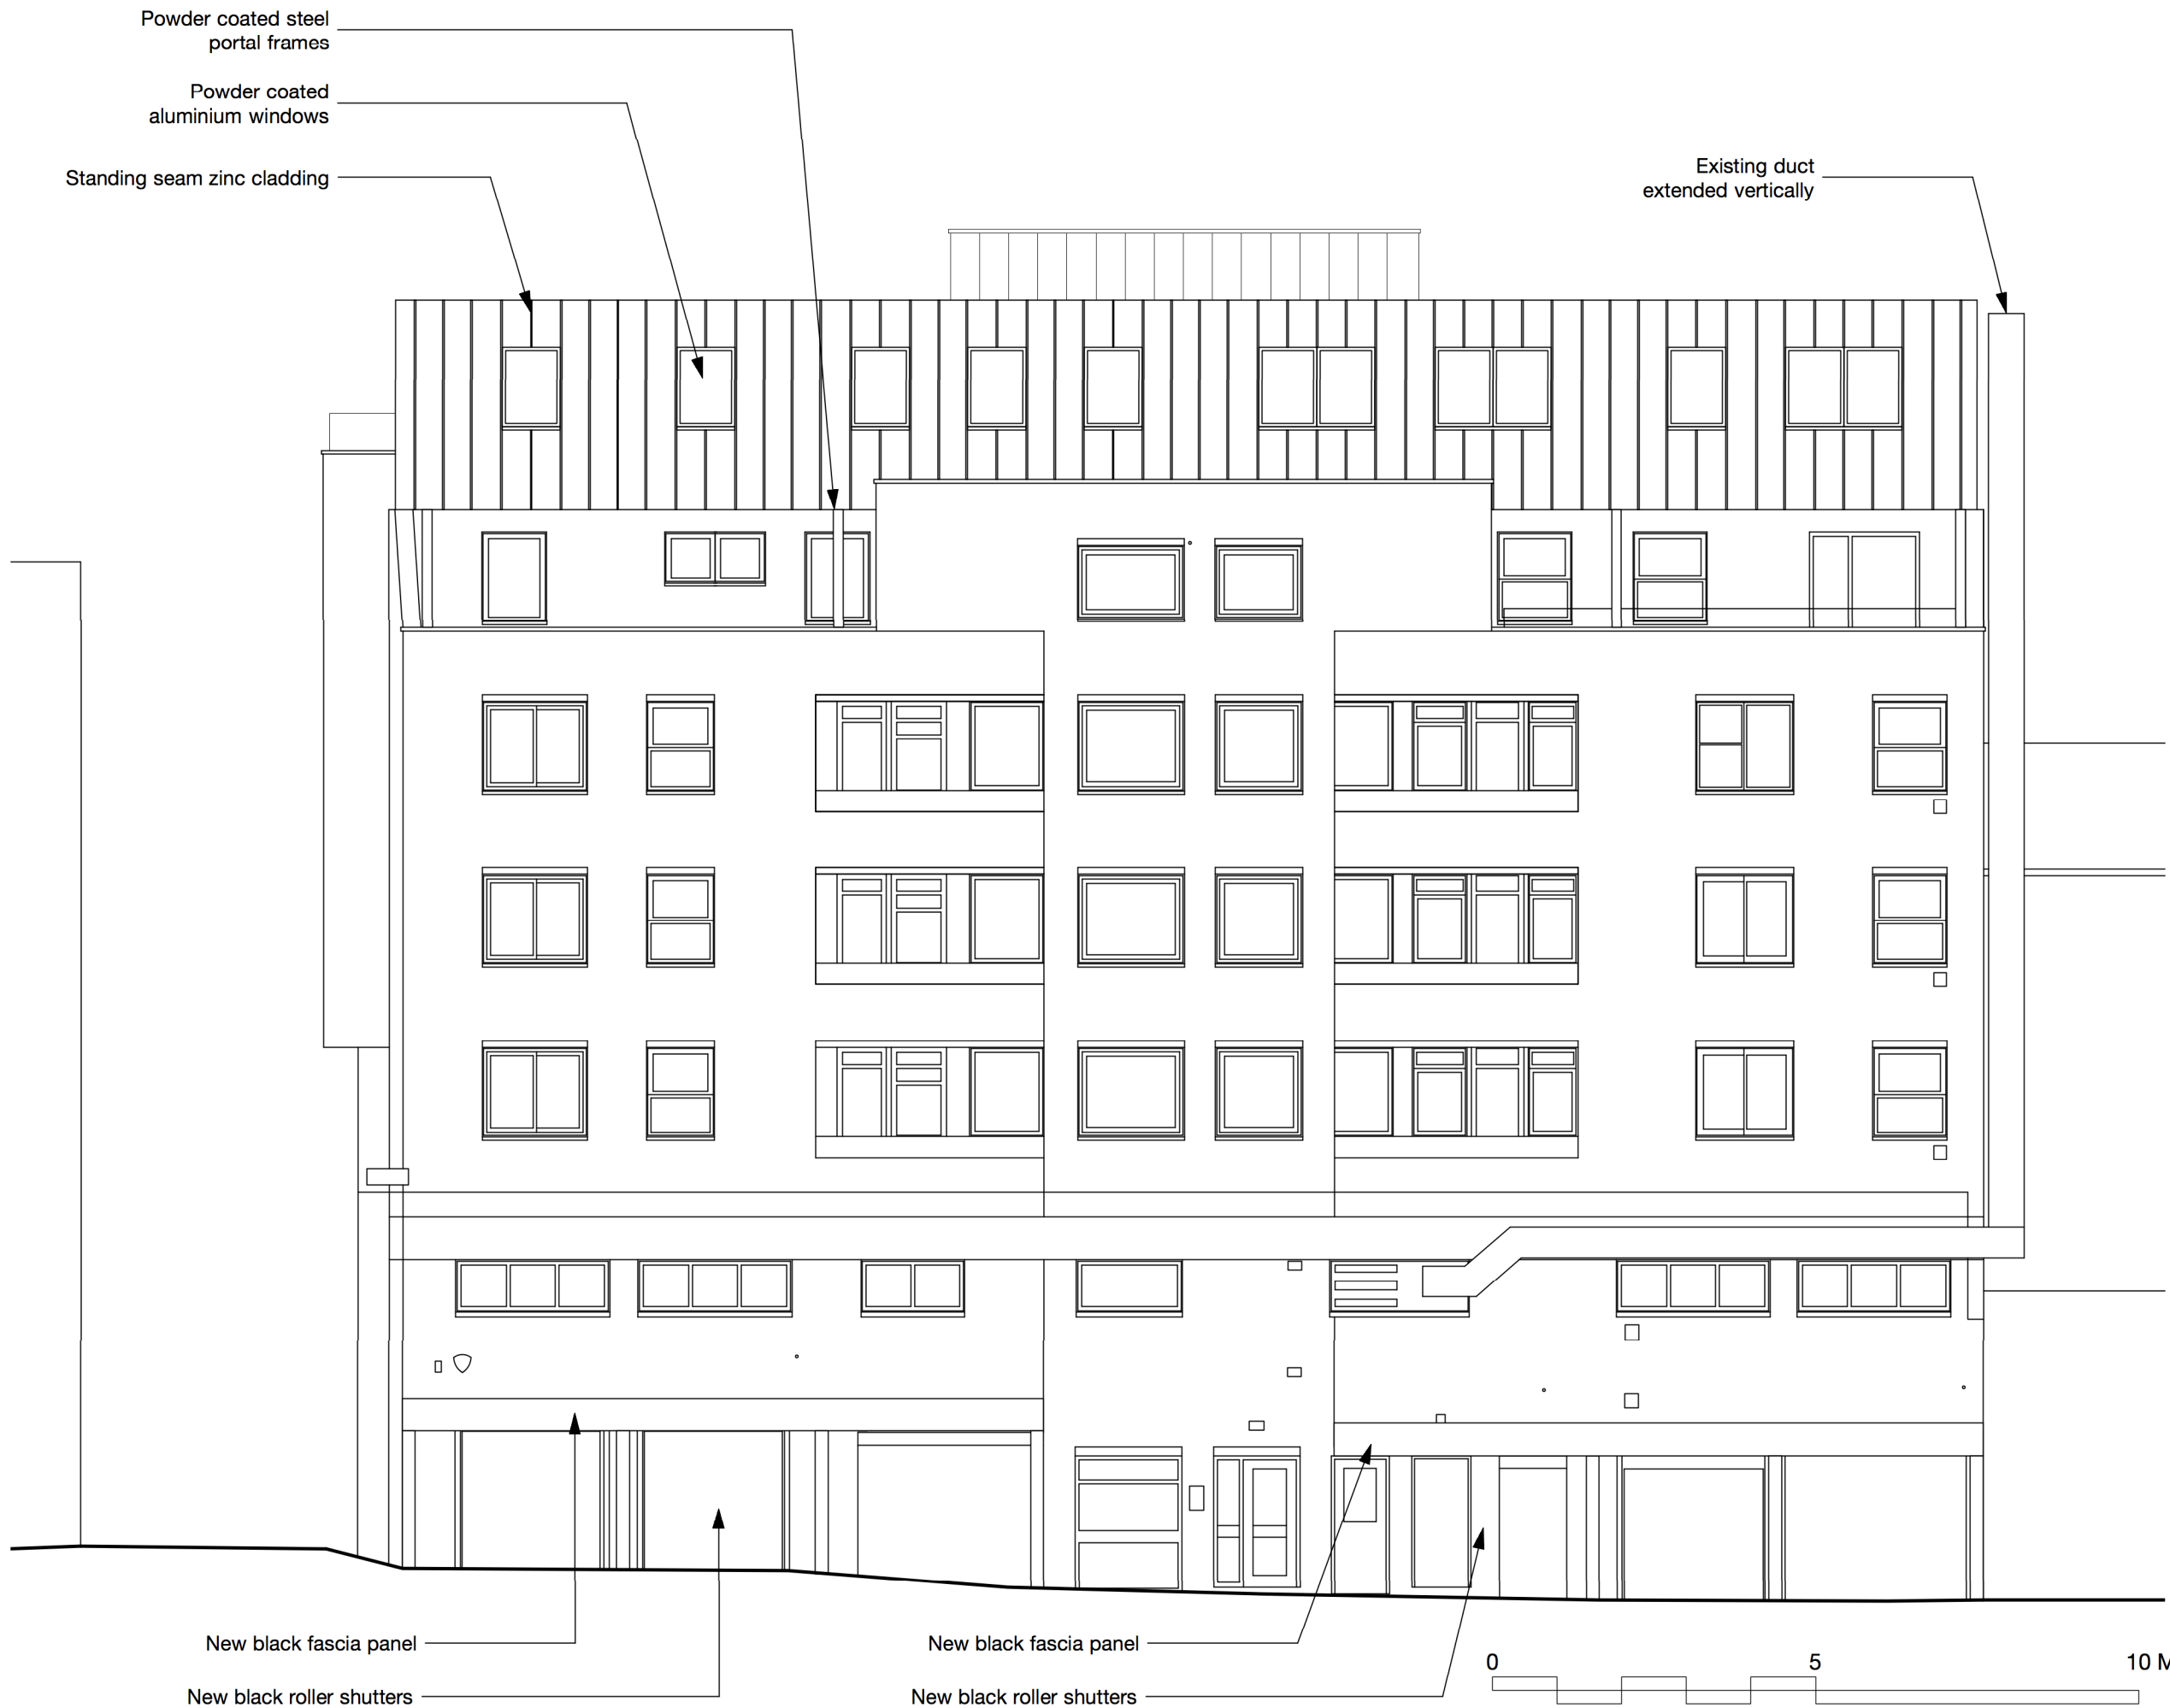 Powder coated steel
portal frames
Powder coated
aluminium windows
Standing seam zinc cladding
Existing duct
extended vertically
New black fascia panel
New black roller shutters
New black fascia panel
New black roller shutters
0 5 10 M